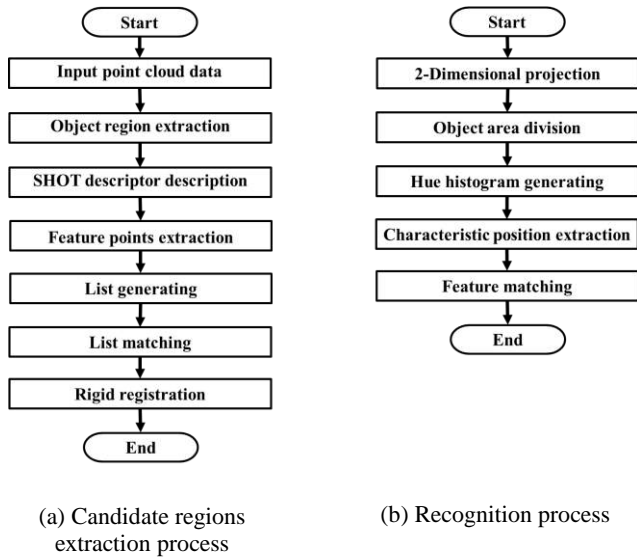 Start
Input point cloud data
Object region extraction
SHOT descriptor description
Feature points extraction
List generating
List matching
Rigid registration
End
(a) Candidate regions
extraction process
Start
2-Dimensional projection
Object area division
Hue histogram generating
Characteristic position extraction
Feature matching
End
(b) Recognition process